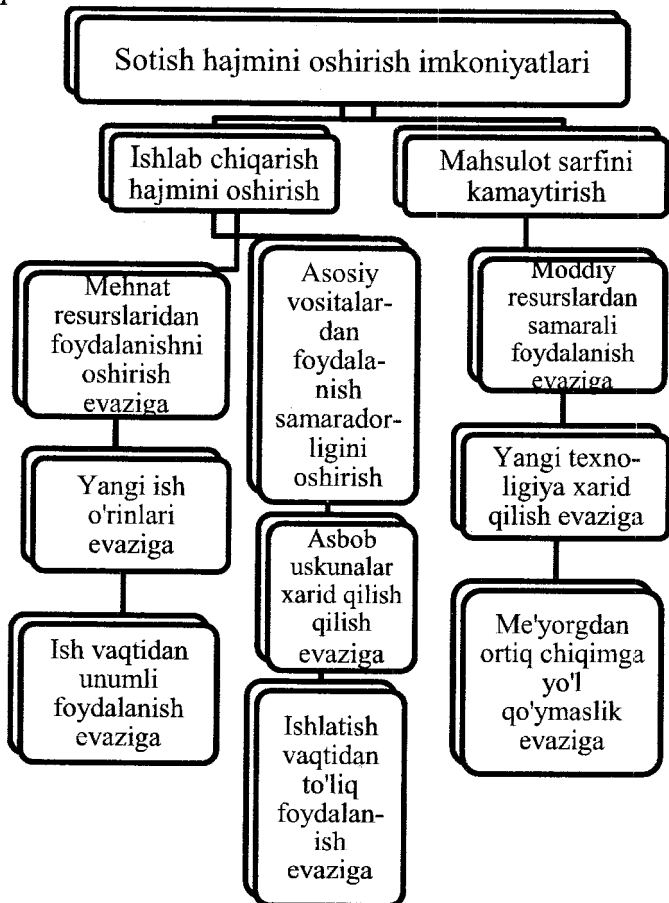 Sotish hajmini oshirish imkoniyatlari
Ishlab chiqarish
hajmini oshirish
Mahsulot sarfini
kamaytirish
Mehnat
resurslaridan
foydalanishni
oshirish
evaziga
Yangi ish
o'rinlari
evaziga
Ish vaqtidan
unumli
foydalanish
evaziga
Asosiy
vositalar-
dan
foydala-
nish
samarador-
ligini
oshirish
Asbob
uskunalar
xarid qilish
qilish
evaziga
Ishlatish
vaqtidan
to'liq
foydalan-
ish
evaziga
Moddiy
resurslardan
samarali
foydalanish
evaziga
Yangi texno-
ligiya xarid
qilish evaziga
Me'yorgdan
ortiq chiqimga
yo'l
qo'ymaslik
evaziga